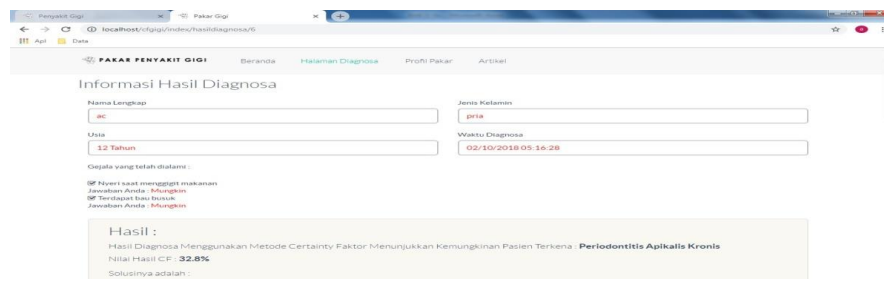 Penyakit Gigi
Pakar Gigi
localhost/cfgigi/index/hasildiagnosa/6
Apl
Data
PAKAR PENYAKIT GIGI
Beranda
Halaman Diagnosa
Profil Pakar
Artikel
Informasi Hasil Diagnosa
Nama Lengkap
Jenis Kelamin
ac
pria
Usia
Waktu Diagnosa
12 Tahun
02/10/2018 05:16:28
Gejala yang telah dialami :
Nyeri saat menggigit makanan
Jawaban Anda : Mungkin
Terdapat bau busuk
Jawaban Anda : Mungkin
Hasil :
Hasil Diagnosa Menggunakan Metode Certainty Faktor Menunjukkan Kemungkinan Pasien Terkena : Periodontitis Apikalis Kronis
Nilai Hasil CF : 32.8%
Solusinya adalah :